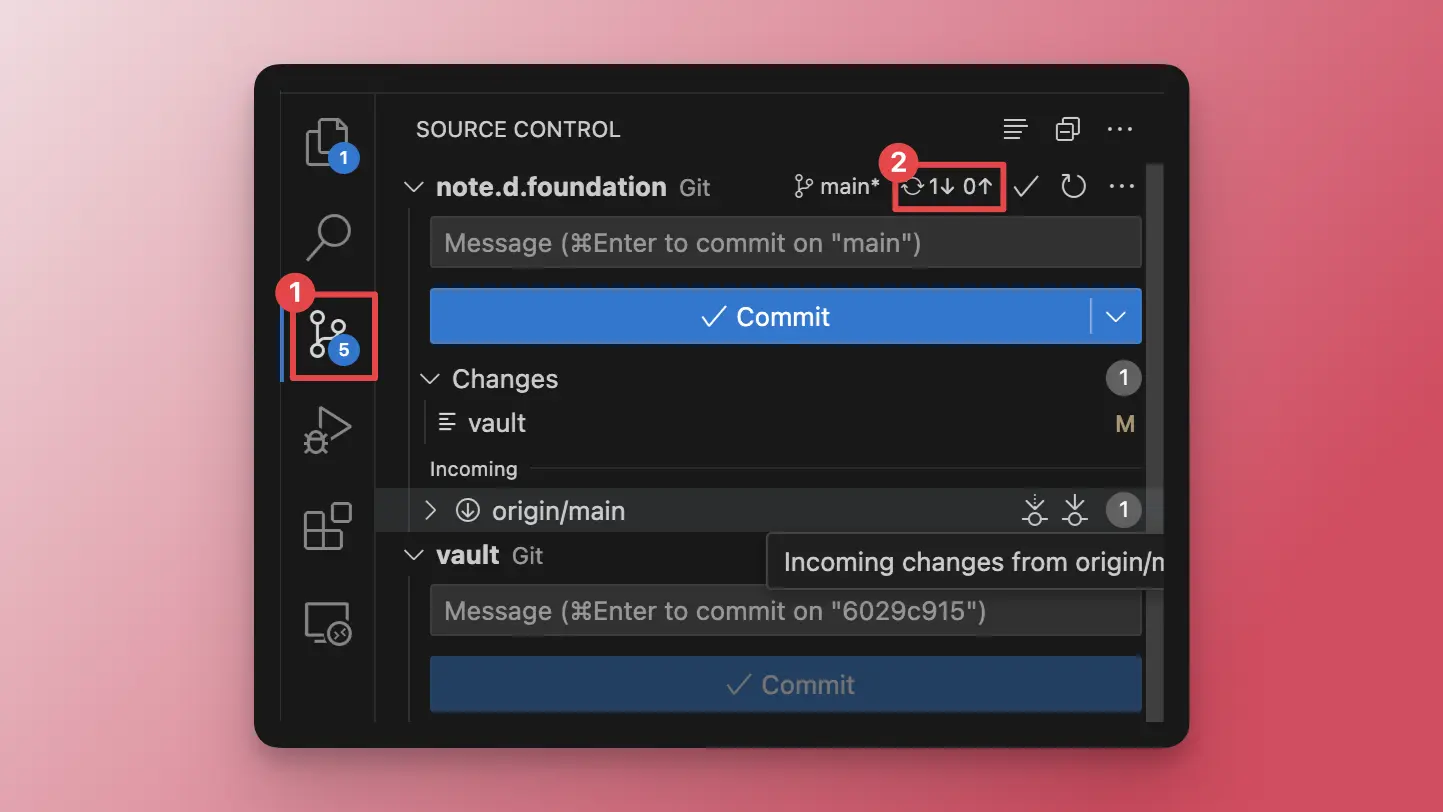 SOURCE CONTROL
1
2
note.d.foundation Git main* 1↓ 0↑
Message (⌘Enter to commit on "main")
1
5
Commit
Changes 1
vault M
Incoming
origin/main 1
vault Git
Incoming changes from origin/m
Message (⌘Enter to commit on "6029c915")
Commit